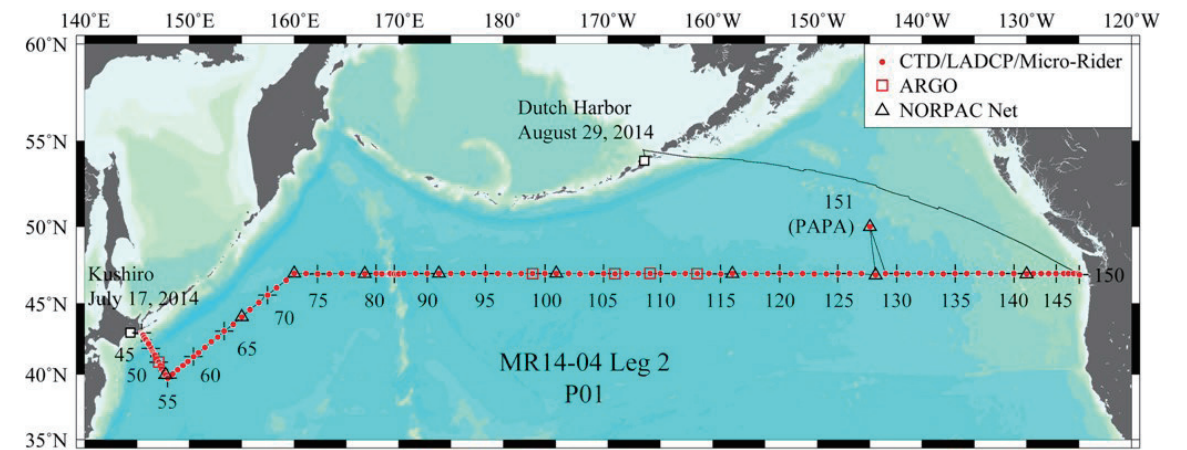 140°E 150°E 160°E 170°E 180° -170°W -160°W -150°W -140°W -130°W -120°W
60°N
CTD/LADCP/Micro-Rider
ARGO
NORPAC Net
Dutch Harbor
August 29, 2014
55°N
151
(PAPA)
50°N
Kushiro
July 17, 2014
150
75 80 90 95 100 105 110 115 120 125 130 135 140 145
45°N
70
65
45
50
60
40°N
55
MR14-04 Leg 2
P01
35°N